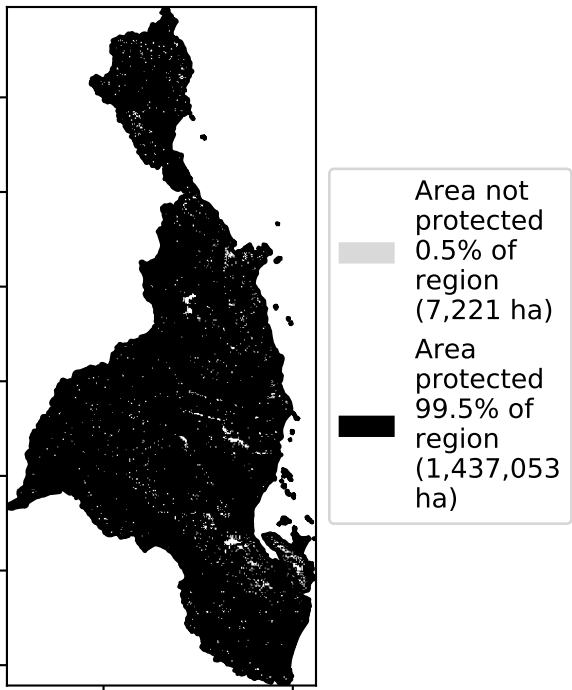 Area not
protected
0.5% of
region
(7,221 ha)
Area
protected
99.5% of
region
(1,437,053
ha)